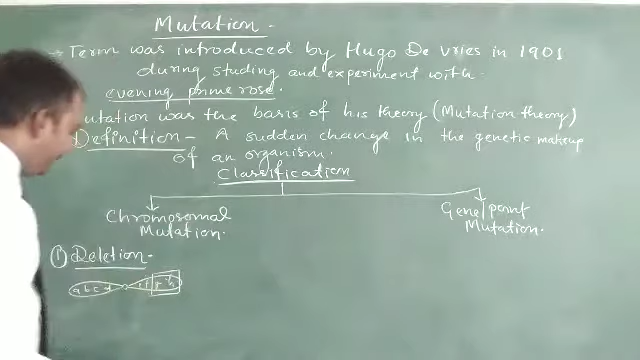 Mutation.
→ Term was introduced by Hugo De Vries in 1901
during studing and experiment with
evening prime rose.
utation was the basis of his theory (Mutation theory)
Definition - A sudden change in the genetic makeup
of an organism.
Classification
Chromosomal
Mutation.
Gene/point
Mutation.
① Deletion -
a b c d